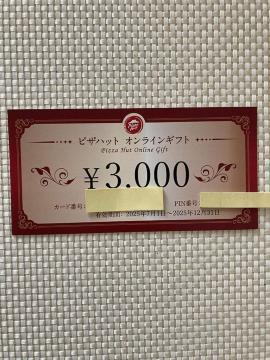 ピザハット オンラインギフト
Pizza Hut Online Gift
¥3,000
カード番号: PIN番号:
有効期間: 2025年7月1日～2025年12月31日